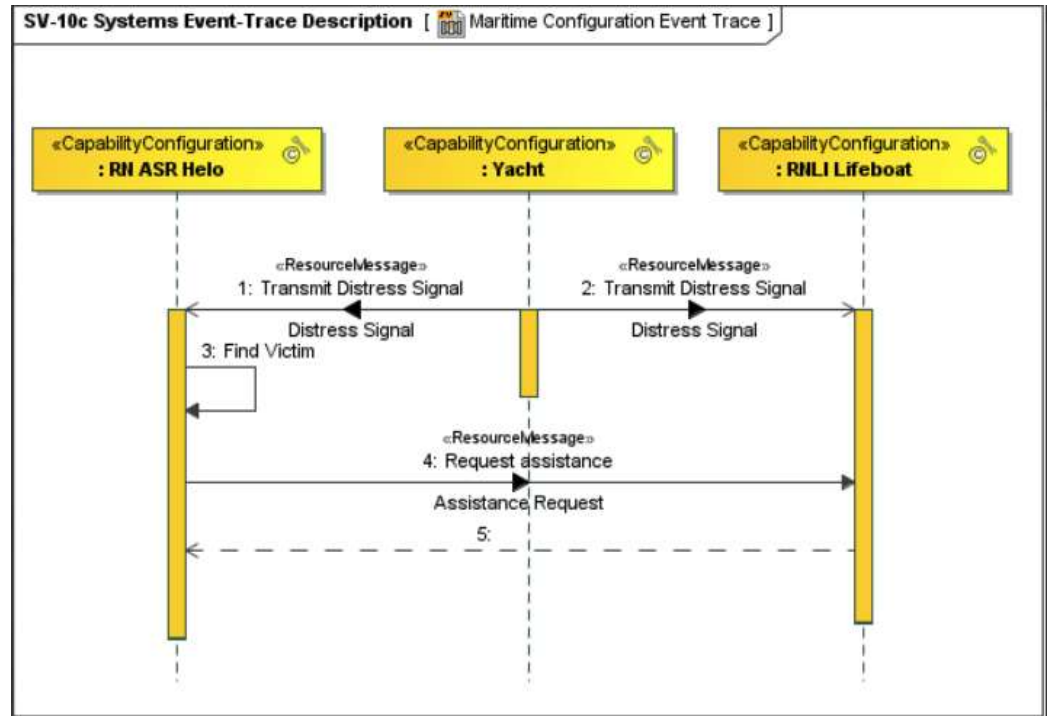 SV-10c Systems Event-Trace Description [ Maritime Configuration Event Trace ]
«CapabilityConfiguration»
: RN ASR Helo
«CapabilityConfiguration»
: Yacht
«CapabilityConfiguration»
: RNLI Lifeboat
«ResourceMessage»
1: Transmit Distress Signal
Distress Signal
«ResourceMessage»
2: Transmit Distress Signal
Distress Signal
3: Find Victim
«ResourceMessage»
4: Request assistance
Assistance Request
5: